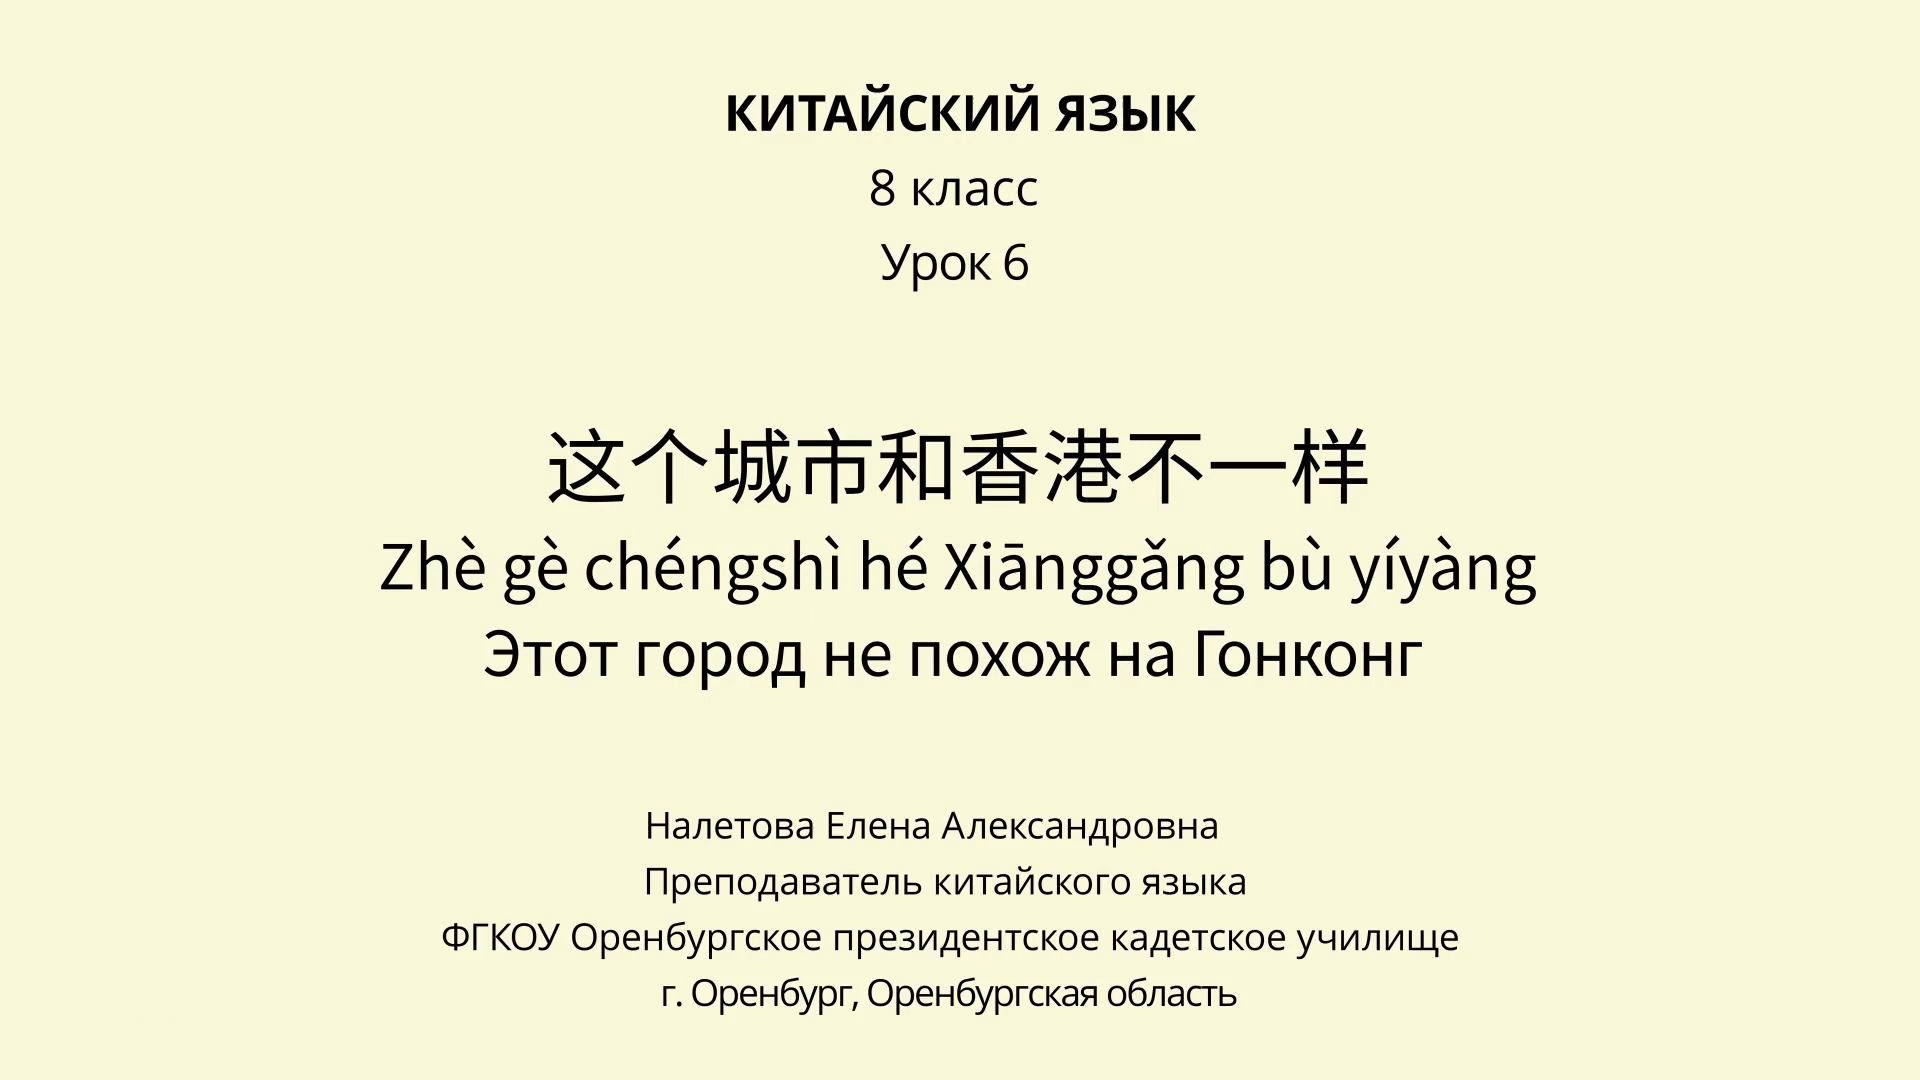 КИТАЙСКИЙ ЯЗЫК
8 класс
Урок 6
这个城市和香港不一样
Zhè gè chéngshì hé Xiānggǎng bù yíyàng
Этот город не похож на Гонконг
Налетова Елена Александровна
Преподаватель китайского языка
ФГКОУ Оренбургское президентское кадетское училище
г. Оренбург, Оренбургская область